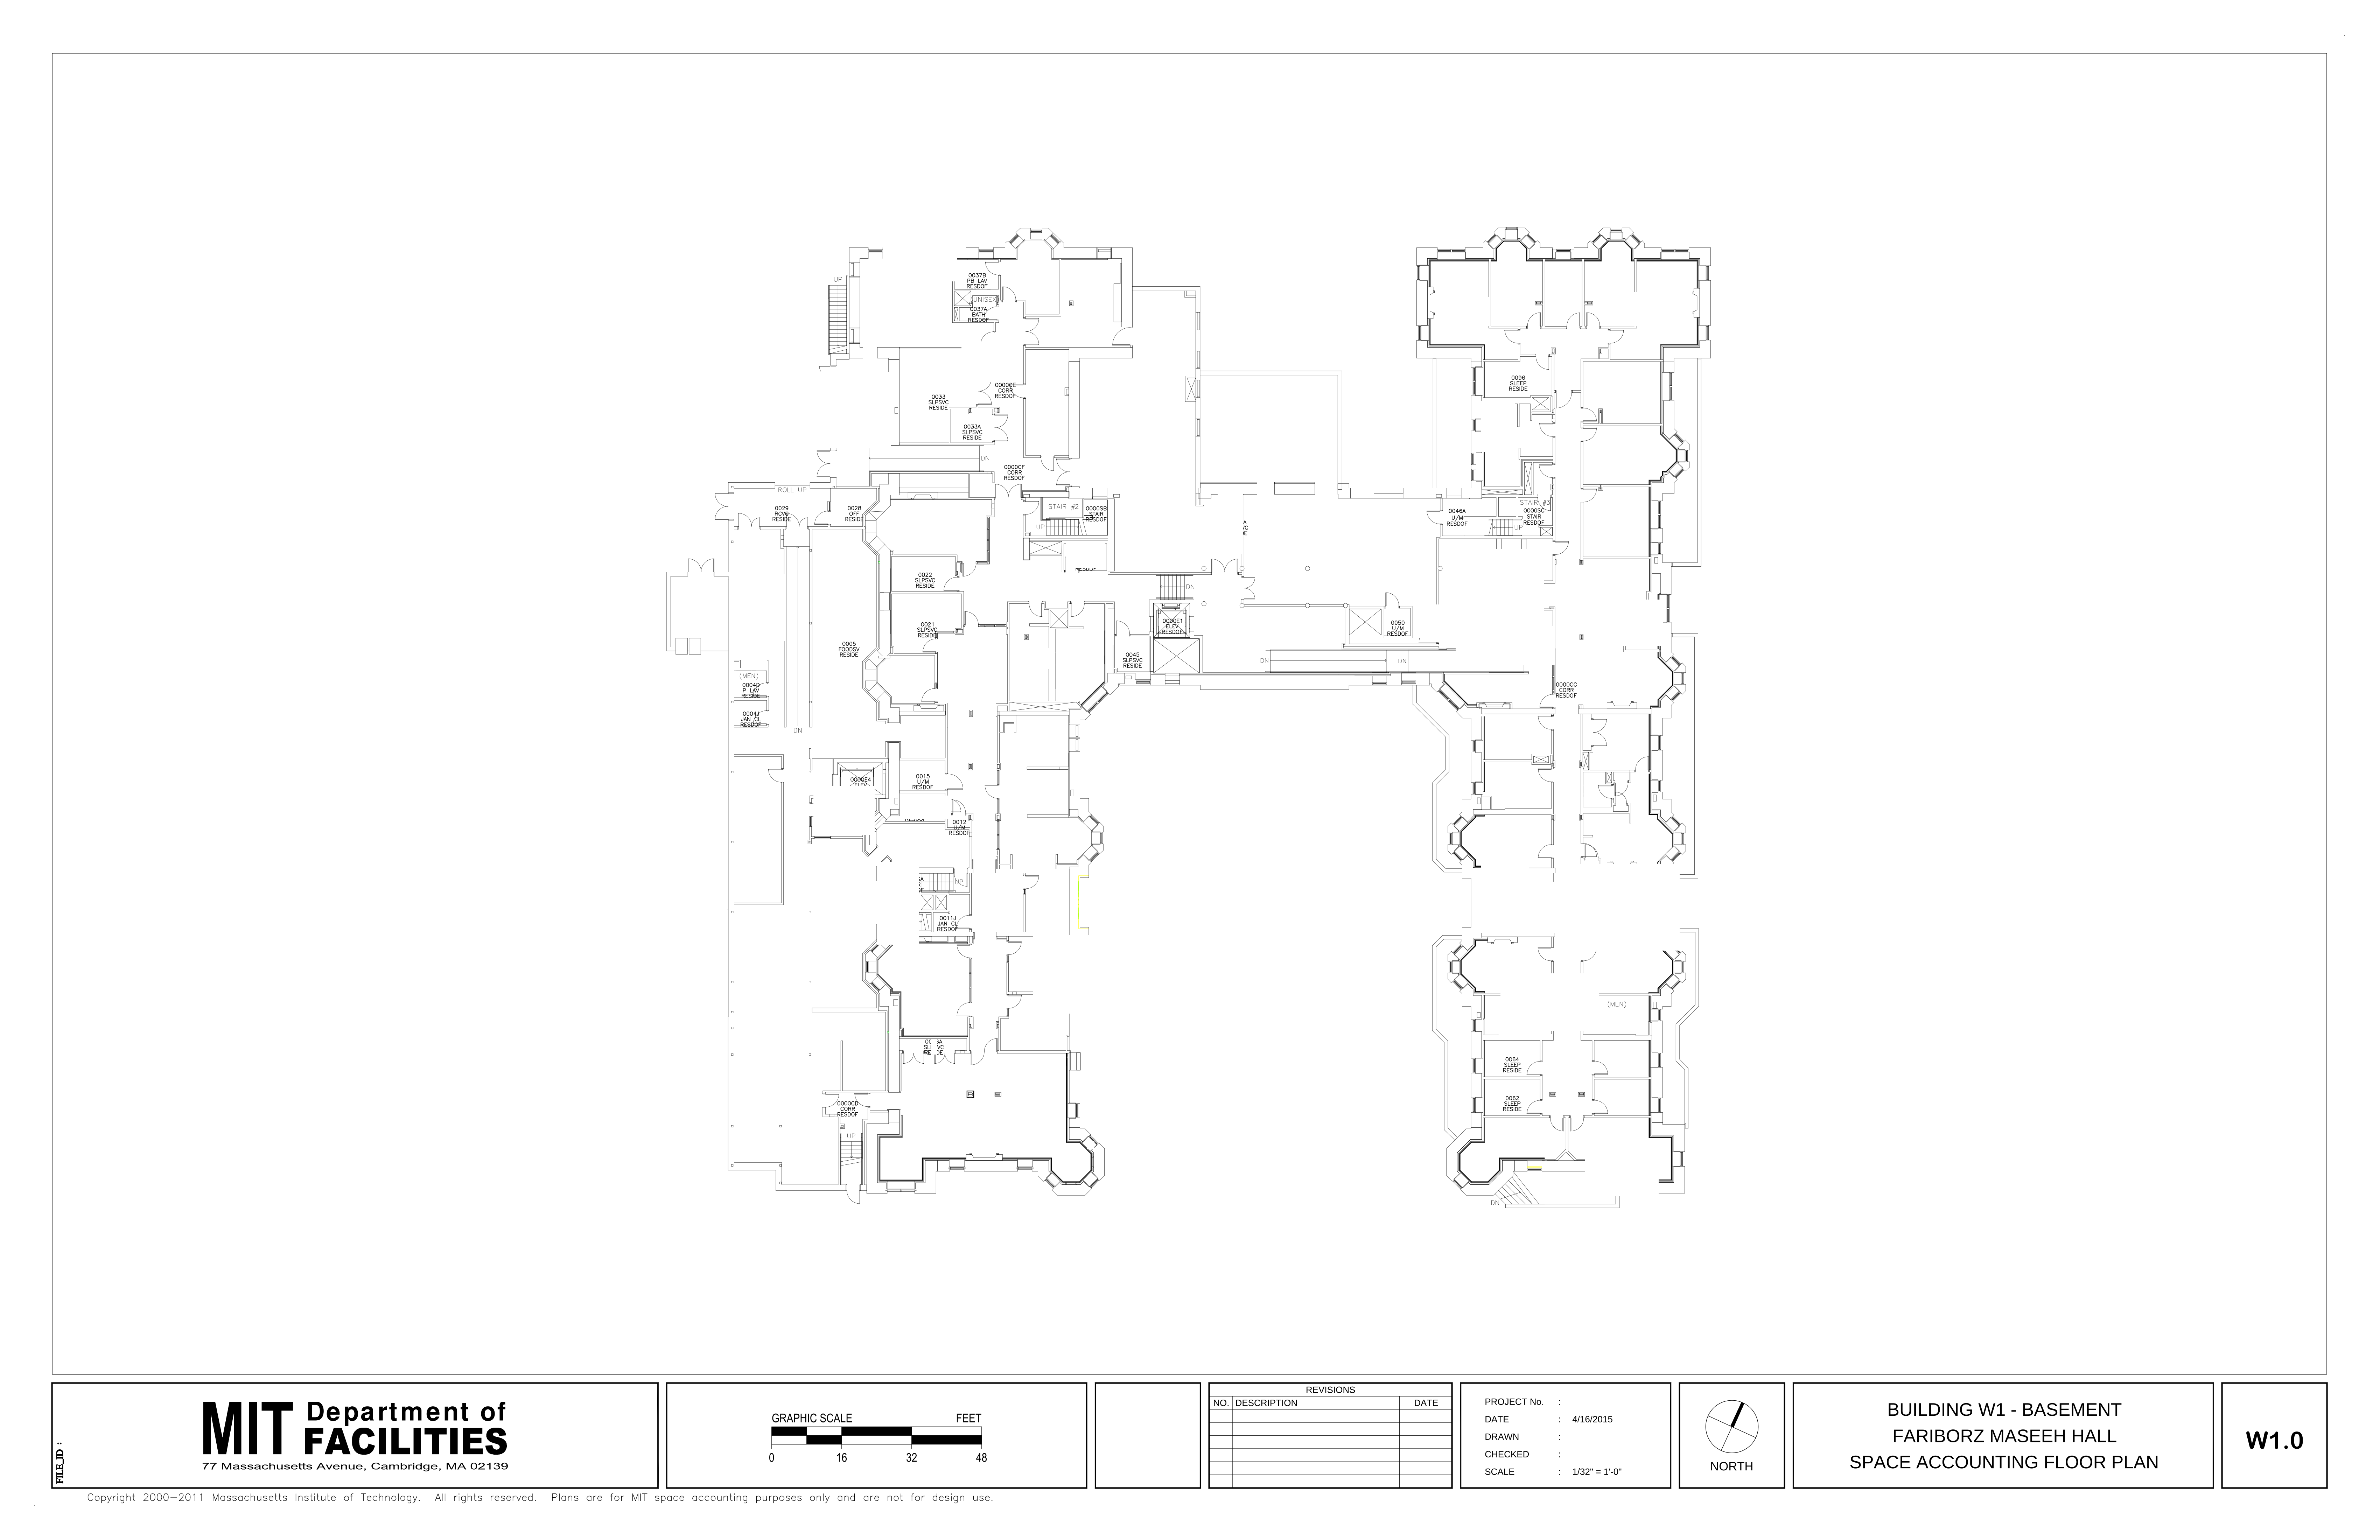 UP
0037B
PB LAV
RESDOF
UNISEX
0037A
BATH
RESDOF
0000BE
CORR
RESDOF
0033
SLPSVC
RESIDE
0033A
SLPSVC
RESIDE
DN
0000CF
CORR
RESDOF
0096
SLEEP
RESIDE
ROLL UP
0029
RCVG
RESIDE
0028
OFF
RESIDE
STAIR #2
UP
0000SB
STAIR
RESDOF
0046A
U/M
RESDOF
STAIR #3
0000SC
STAIR
RESDOF
UP
0022
SLPSVC
RESIDE
DN
0021
SLPSVC
RESIDE
0005
FOODSV
RESIDE
0000E1
ELEV
RESDOF
0050
U/M
RESDOF
0045
SLPSVC
RESIDE
DN
DN
(MEN)
0004D
P LAV
RESIDE
0004J
JAN CL
RESDOF
DN
0000CC
CORR
RESDOF
0000E4
0015
U/M
RESDOF
0012
U/M
RESDOF
UP
0011J
JAN CL
RESDOF
(MEN)
0064
SLEEP
RESIDE
0062
SLEEP
RESIDE
0000CD
CORR
RESDOF
UP
DN
FILE_ID :
MIT Department of
FACILITIES
77 Massachusetts Avenue, Cambridge, MA 02139
GRAPHIC SCALE FEET
0 16 32 48
REVISIONS
NO. DESCRIPTION DATE
PROJECT No. :
DATE : 4/16/2015
DRAWN :
CHECKED :
SCALE : 1/32" = 1'-0"
NORTH
BUILDING W1 - BASEMENT
FARIBORZ MASEEH HALL
SPACE ACCOUNTING FLOOR PLAN
W1.0
Copyright 2000-2011 Massachusetts Institute of Technology. All rights reserved. Plans are for MIT space accounting purposes only and are not for design use.